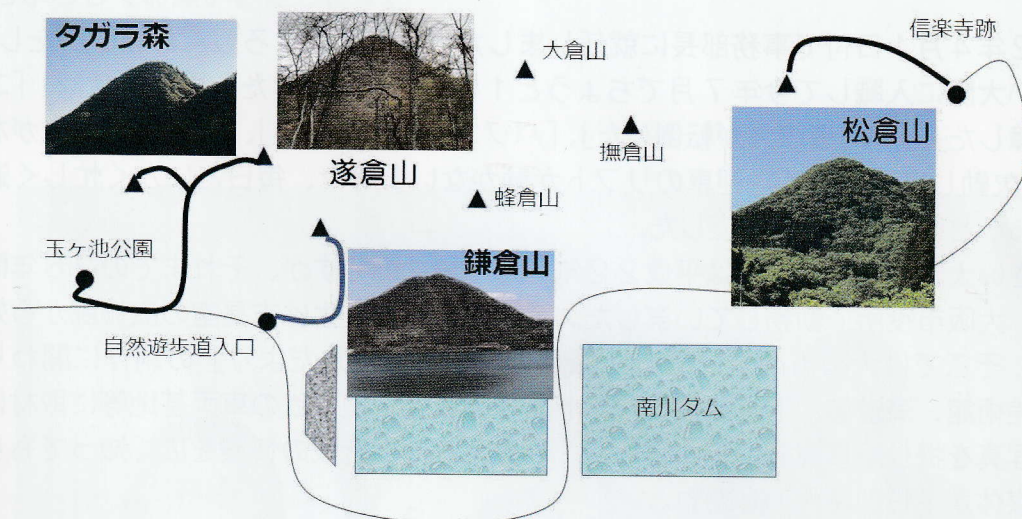 タガラ森
遂倉山
大倉山
撫倉山
蜂倉山
信楽寺跡
松倉山
玉ヶ池公園
自然遊歩道入口
鎌倉山
南川ダム